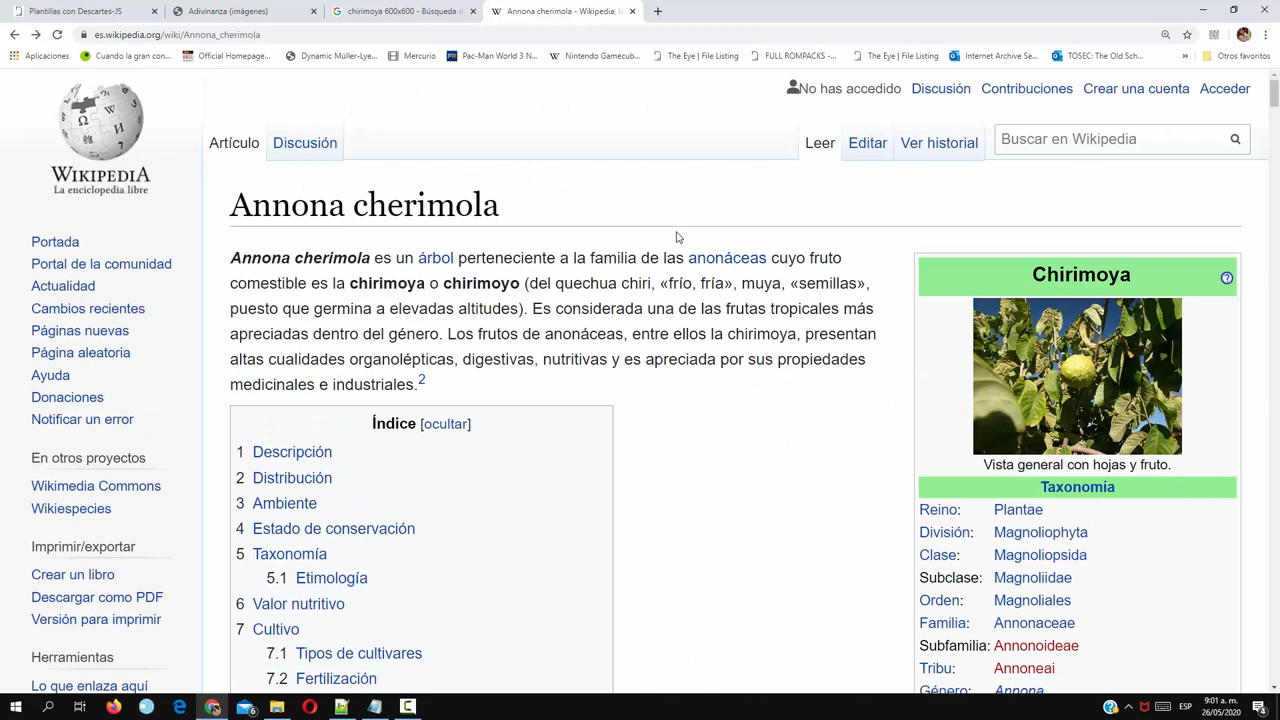 Plantillas con Descartes-JS
Adivinanza (imágenes)
chirimoya 600x600 - Búsqueda d
Annona cherimola - Wikipedia, la
es.wikipedia.org/wiki/Annona_cherimola
Aplicaciones
Cuando la gran con...
Official Homepage...
Dynamic Müller-Lye...
Mercurio
Pac-Man World 3 N...
Nintendo Gamecub...
The Eye | File Listing
FULL ROMPACKS -...
The Eye | File Listing
Internet Archive Se...
TOSEC: The Old Sch...
»
Otros favoritos
No has accedido Discusión Contribuciones Crear una cuenta Acceder
Artículo Discusión Leer Editar Ver historial Buscar en Wikipedia
WIKIPEDIA
La enciclopedia libre
Portada
Portal de la comunidad
Actualidad
Cambios recientes
Páginas nuevas
Página aleatoria
Ayuda
Donaciones
Notificar un error
En otros proyectos
Wikimedia Commons
Wikiespecies
Imprimir/exportar
Crear un libro
Descargar como PDF
Versión para imprimir
Herramientas
Lo que enlaza aquí
Annona cherimola
Annona cherimola es un árbol perteneciente a la familia de las anonáceas cuyo fruto
comestible es la chirimoya o chirimoyo (del quechua chiri, «frío, fría», muya, «semillas»,
puesto que germina a elevadas altitudes). Es considerada una de las frutas tropicales más
apreciadas dentro del género. Los frutos de anonáceas, entre ellos la chirimoya, presentan
altas cualidades organolépticas, digestivas, nutritivas y es apreciada por sus propiedades
medicinales e industriales.2
Índice [ocultar]
1 Descripción
2 Distribución
3 Ambiente
4 Estado de conservación
5 Taxonomía
5.1 Etimología
6 Valor nutritivo
7 Cultivo
7.1 Tipos de cultivares
7.2 Fertilización
Chirimoya
Vista general con hojas y fruto.
Taxonomía
Reino: Plantae
División: Magnoliophyta
Clase: Magnoliopsida
Subclase: Magnoliidae
Orden: Magnoliales
Familia: Annonaceae
Subfamilia: Annonoideae
Tribu: Annoneai
Género: Annona
ESP
9:01 a. m.
26/05/2020